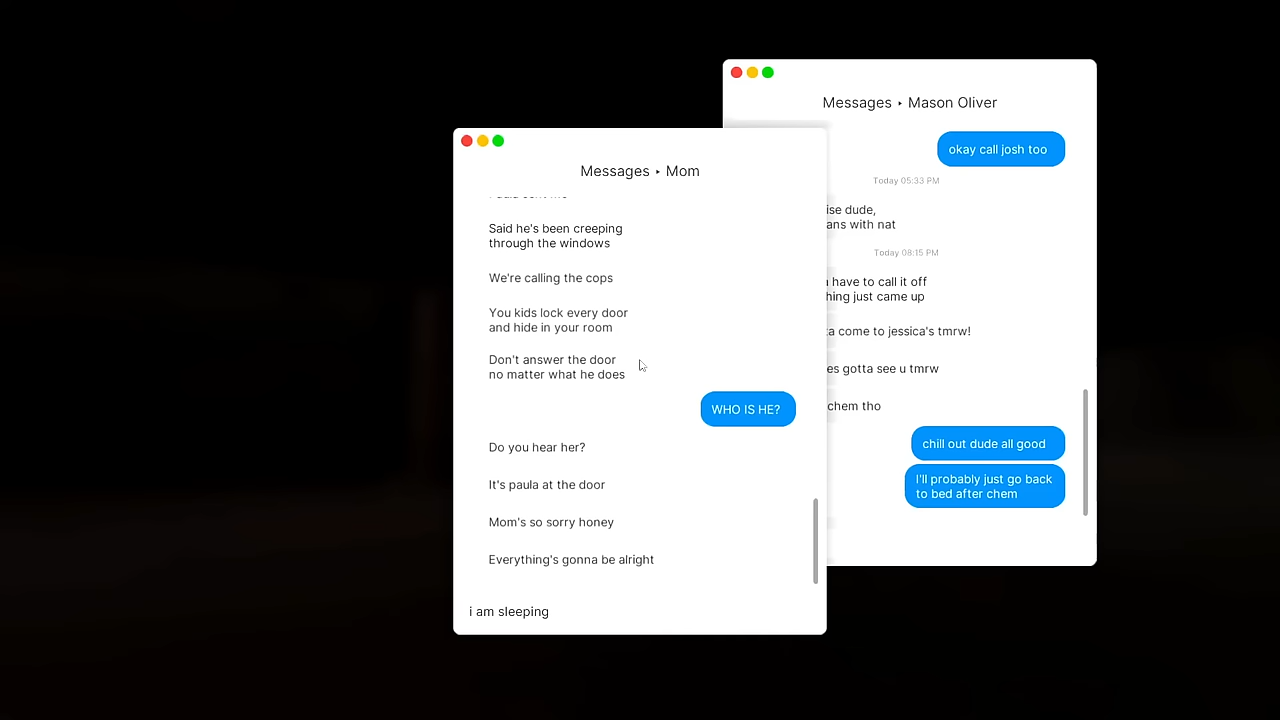 Messages ‣ Mom
Said he's been creeping
through the windows
We're calling the cops
You kids lock every door
and hide in your room
Don't answer the door
no matter what he does
WHO IS HE?
Do you hear her?
It's paula at the door
Mom's so sorry honey
Everything's gonna be alright
i am sleeping
Messages ‣ Mason Oliver
okay call josh too
Today 05:33 PM
dude,
with nat
Today 08:15 PM
have to call it off
just came up
come to jessica's tmrw!
gotta see u tmrw
chem tho
chill out dude all good
I'll probably just go back
to bed after chem